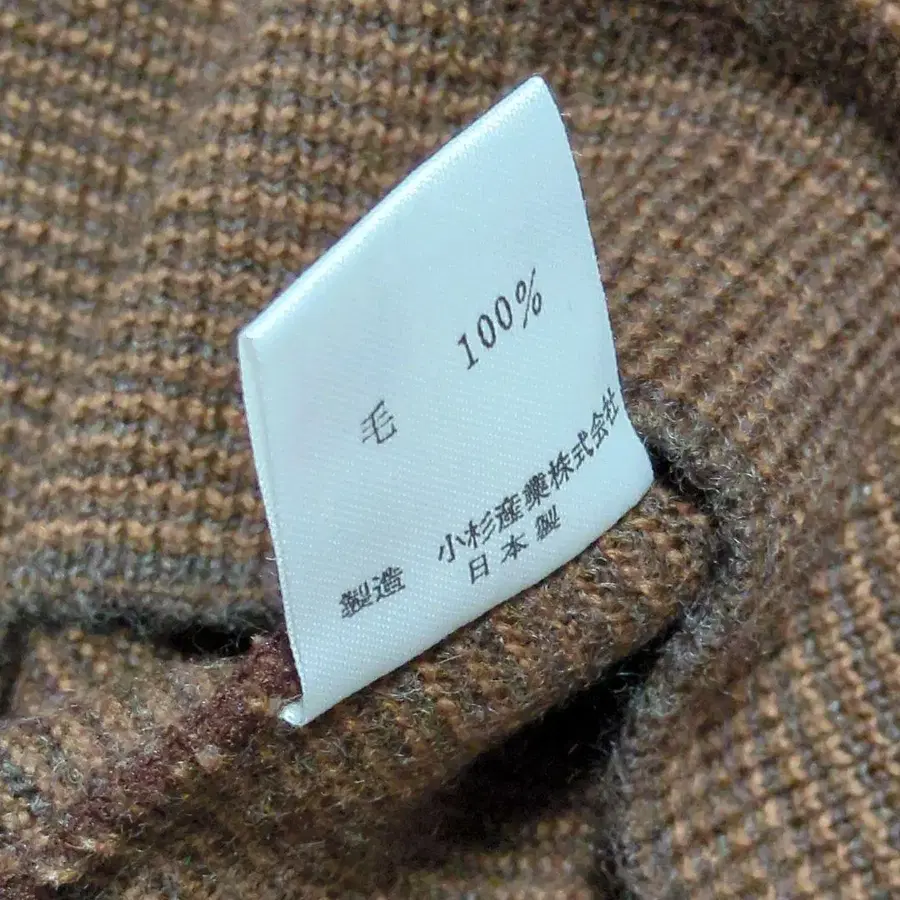 毛 100%
製造 小杉産業株式会社
日本製